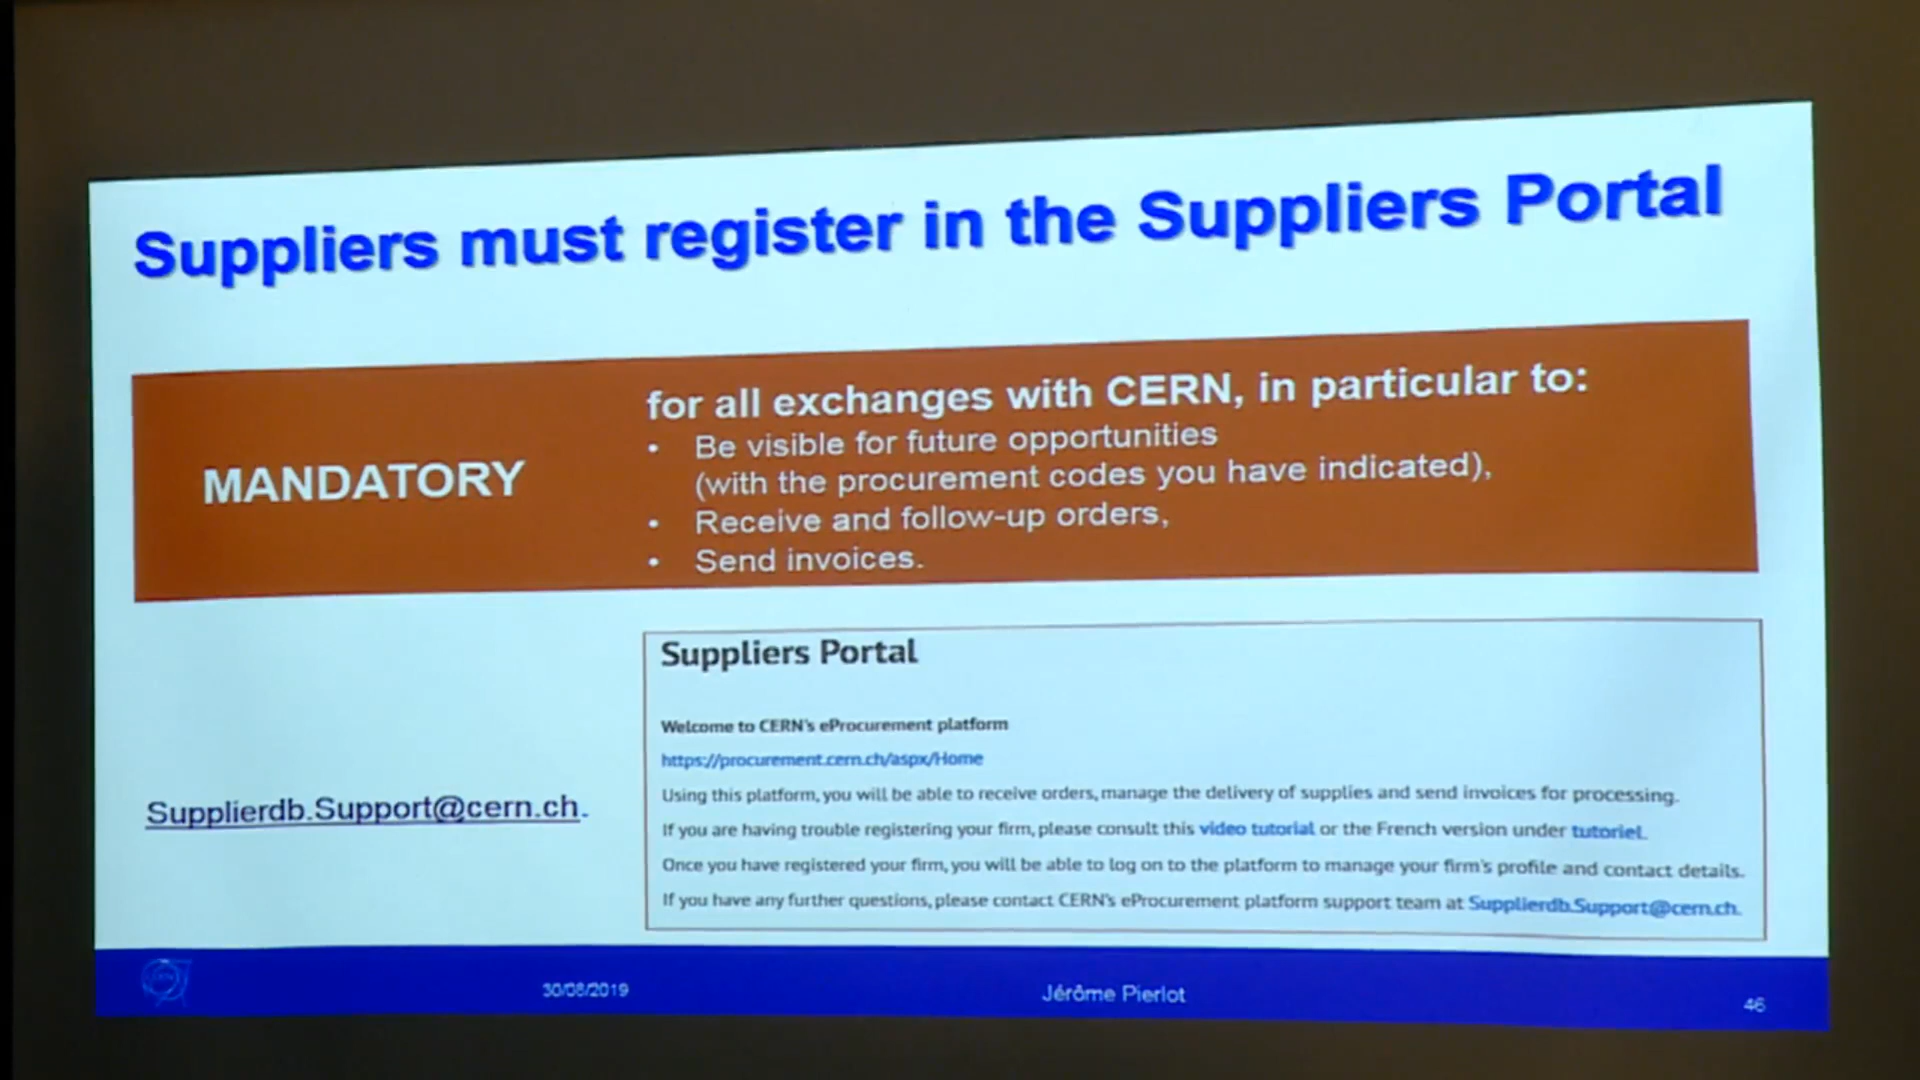 Suppliers must register in the Suppliers Portal
MANDATORY
for all exchanges with CERN, in particular to:
• Be visible for future opportunities
(with the procurement codes you have indicated),
• Receive and follow-up orders,
• Send invoices.
Supplierdb.Support@cern.ch.
Suppliers Portal
Welcome to CERN's eProcurement platform
https://procurement.cern.ch/aspx/Home
Using this platform, you will be able to receive orders, manage the delivery of supplies and send invoices for processing.
If you are having trouble registering your firm, please consult this video tutorial or the French version under tutoriel.
Once you have registered your firm, you will be able to log on to the platform to manage your firm's profile and contact details.
If you have any further questions, please contact CERN's eProcurement platform support team at Supplierdb.Support@cern.ch.
30/08/2019
Jérôme Pierlot
46